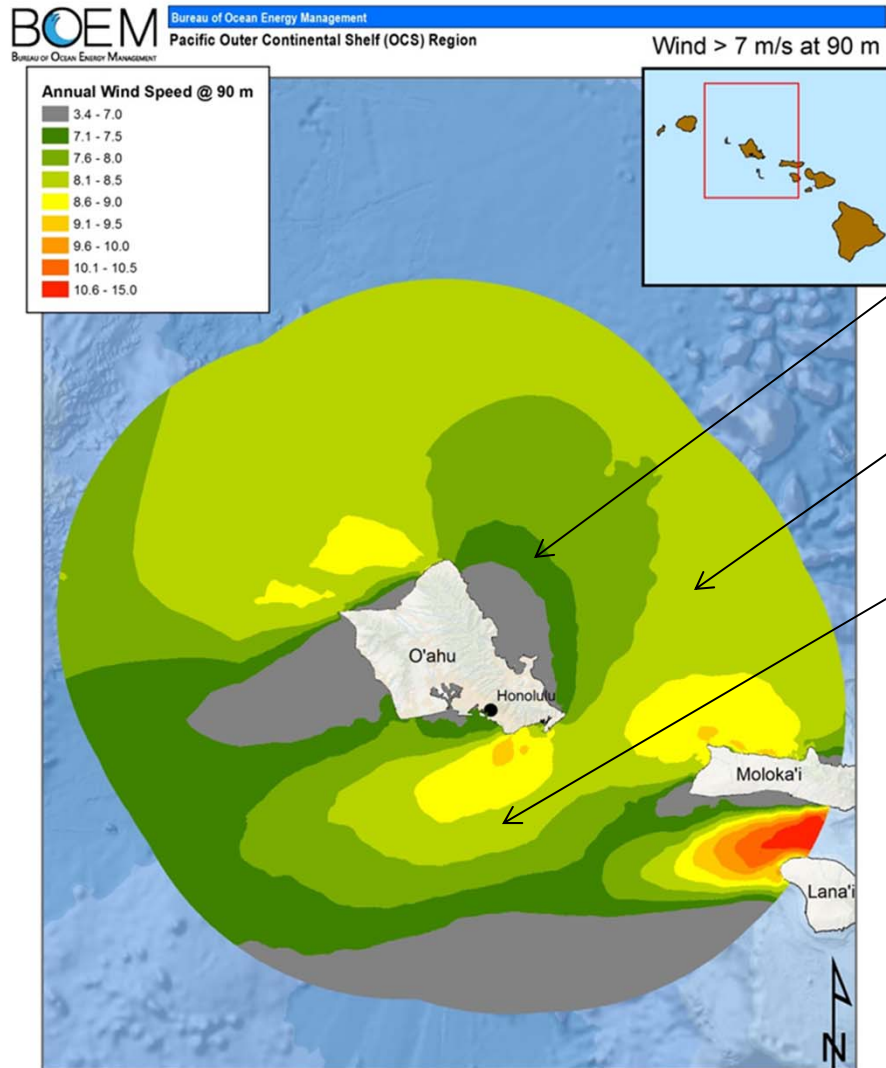 BOEM
BUREAU OF OCEAN ENERGY MANAGEMENT
Bureau of Ocean Energy Management
Pacific Outer Continental Shelf (OCS) Region
Wind > 7 m/s at 90 m
Annual Wind Speed @ 90 m
3.4 - 7.0
7.1 - 7.5
7.6 - 8.0
8.1 - 8.5
8.6 - 9.0
9.1 - 9.5
9.6 - 10.0
10.1 - 10.5
10.6 - 15.0
O'ahu
Honolulu
Moloka'i
Lana'i
N